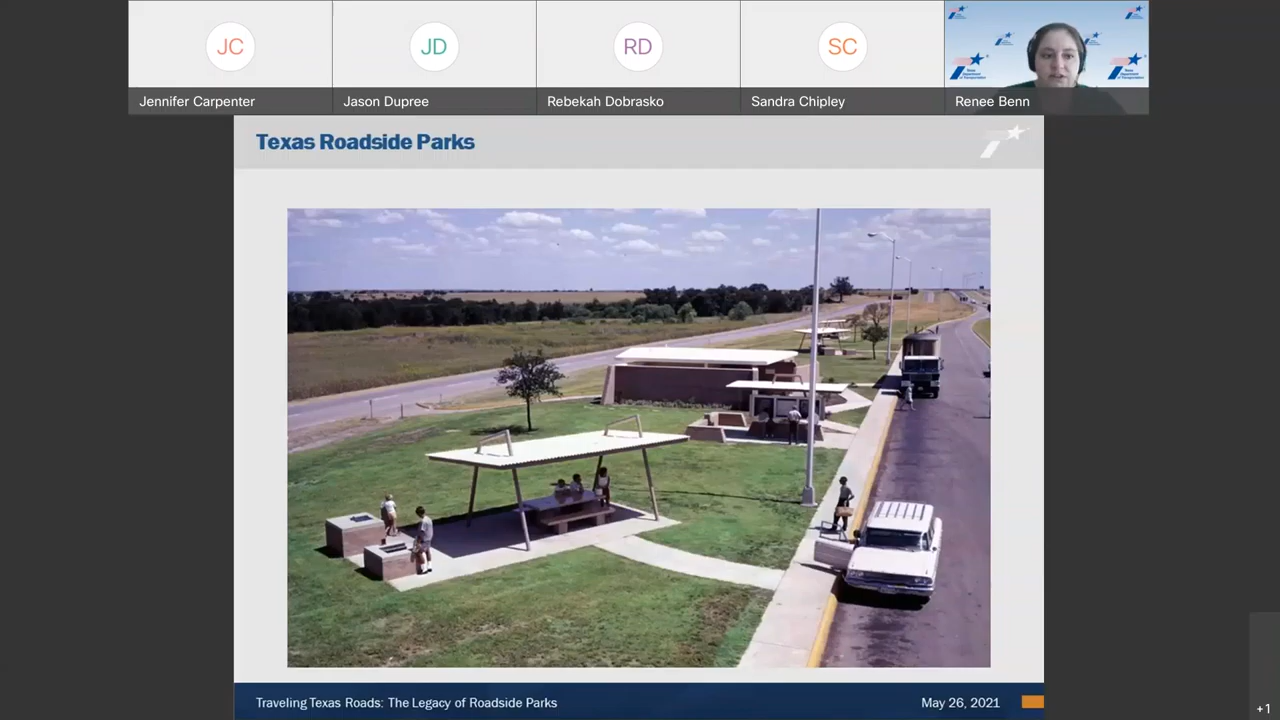 JC
JD
RD
SC
Jennifer Carpenter
Jason Dupree
Rebekah Dobrasko
Sandra Chipley
Renee Benn
Texas Roadside Parks
Traveling Texas Roads: The Legacy of Roadside Parks
May 26, 2021
+1